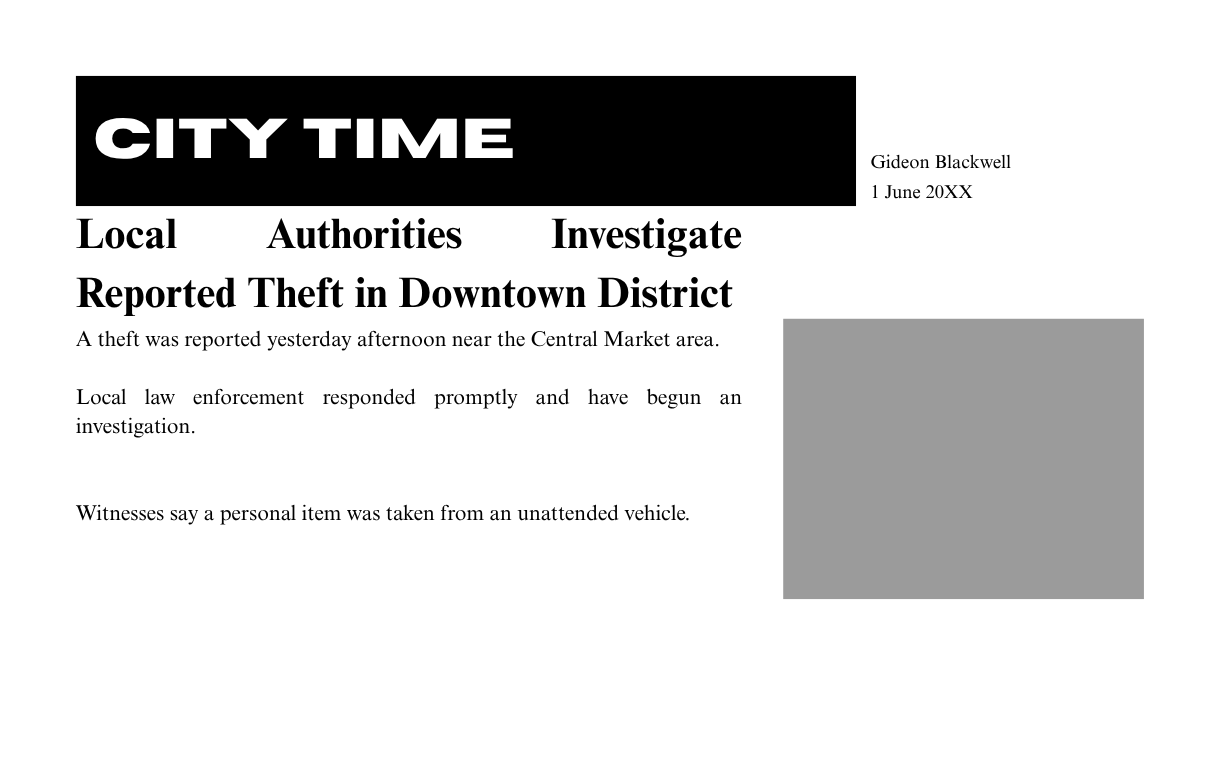 CITY TIME
Gideon Blackwell
1 June 20XX
Local Authorities Investigate
Reported Theft in Downtown District
A theft was reported yesterday afternoon near the Central Market area.
Local law enforcement responded promptly and have begun an
investigation.
Witnesses say a personal item was taken from an unattended vehicle.